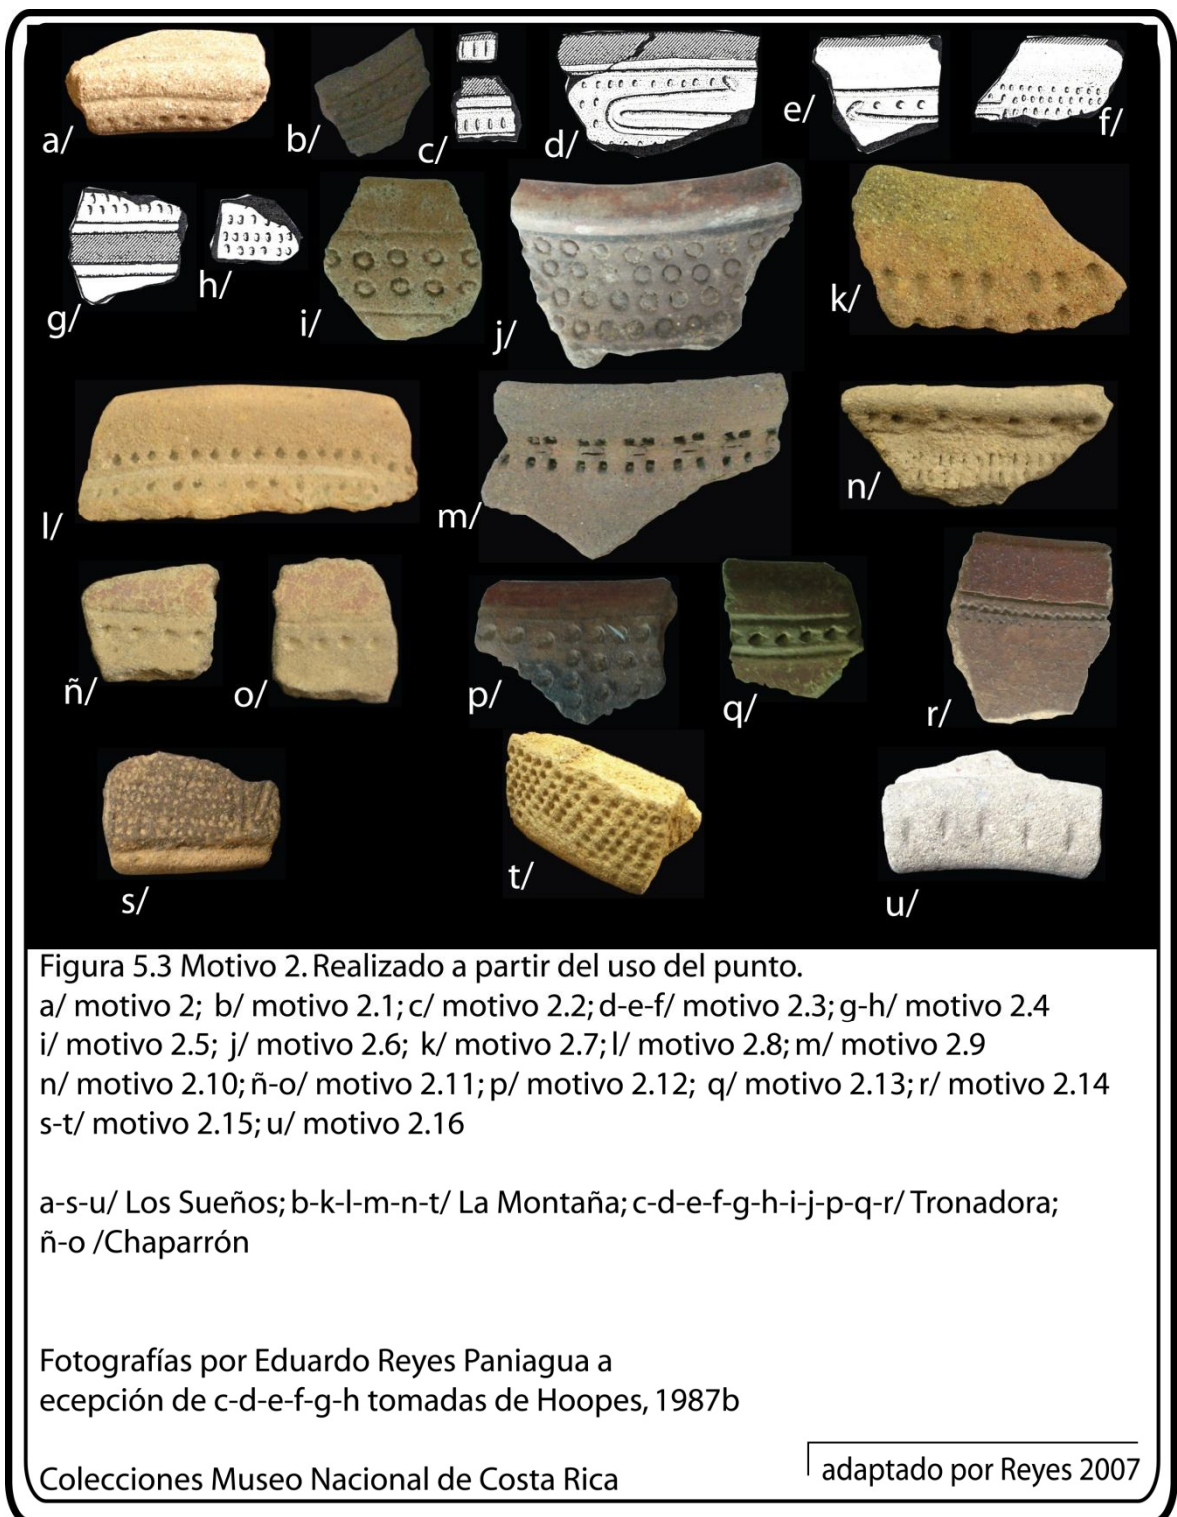 a/
b/
c/
d/
e/
f/
g/
h/
i/
j/
k/
l/
m/
n/
ñ/
o/
p/
q/
r/
s/
t/
u/
Figura 5.3 Motivo 2. Realizado a partir del uso del punto.
a/ motivo 2; b/ motivo 2.1; c/ motivo 2.2; d-e-f/ motivo 2.3; g-h/ motivo 2.4
i/ motivo 2.5; j/ motivo 2.6; k/ motivo 2.7; l/ motivo 2.8; m/ motivo 2.9
n/ motivo 2.10; ñ-o/ motivo 2.11; p/ motivo 2.12; q/ motivo 2.13; r/ motivo 2.14
s-t/ motivo 2.15; u/ motivo 2.16
a-s-u/ Los Sueños; b-k-l-m-n-t/ La Montaña; c-d-e-f-g-h-i-j-p-q-r/ Tronadora;
ñ-o /Chaparrón
Fotografías por Eduardo Reyes Paniagua a
ecepción de c-d-e-f-g-h tomadas de Hoopes, 1987b
Colecciones Museo Nacional de Costa Rica
adaptado por Reyes 2007